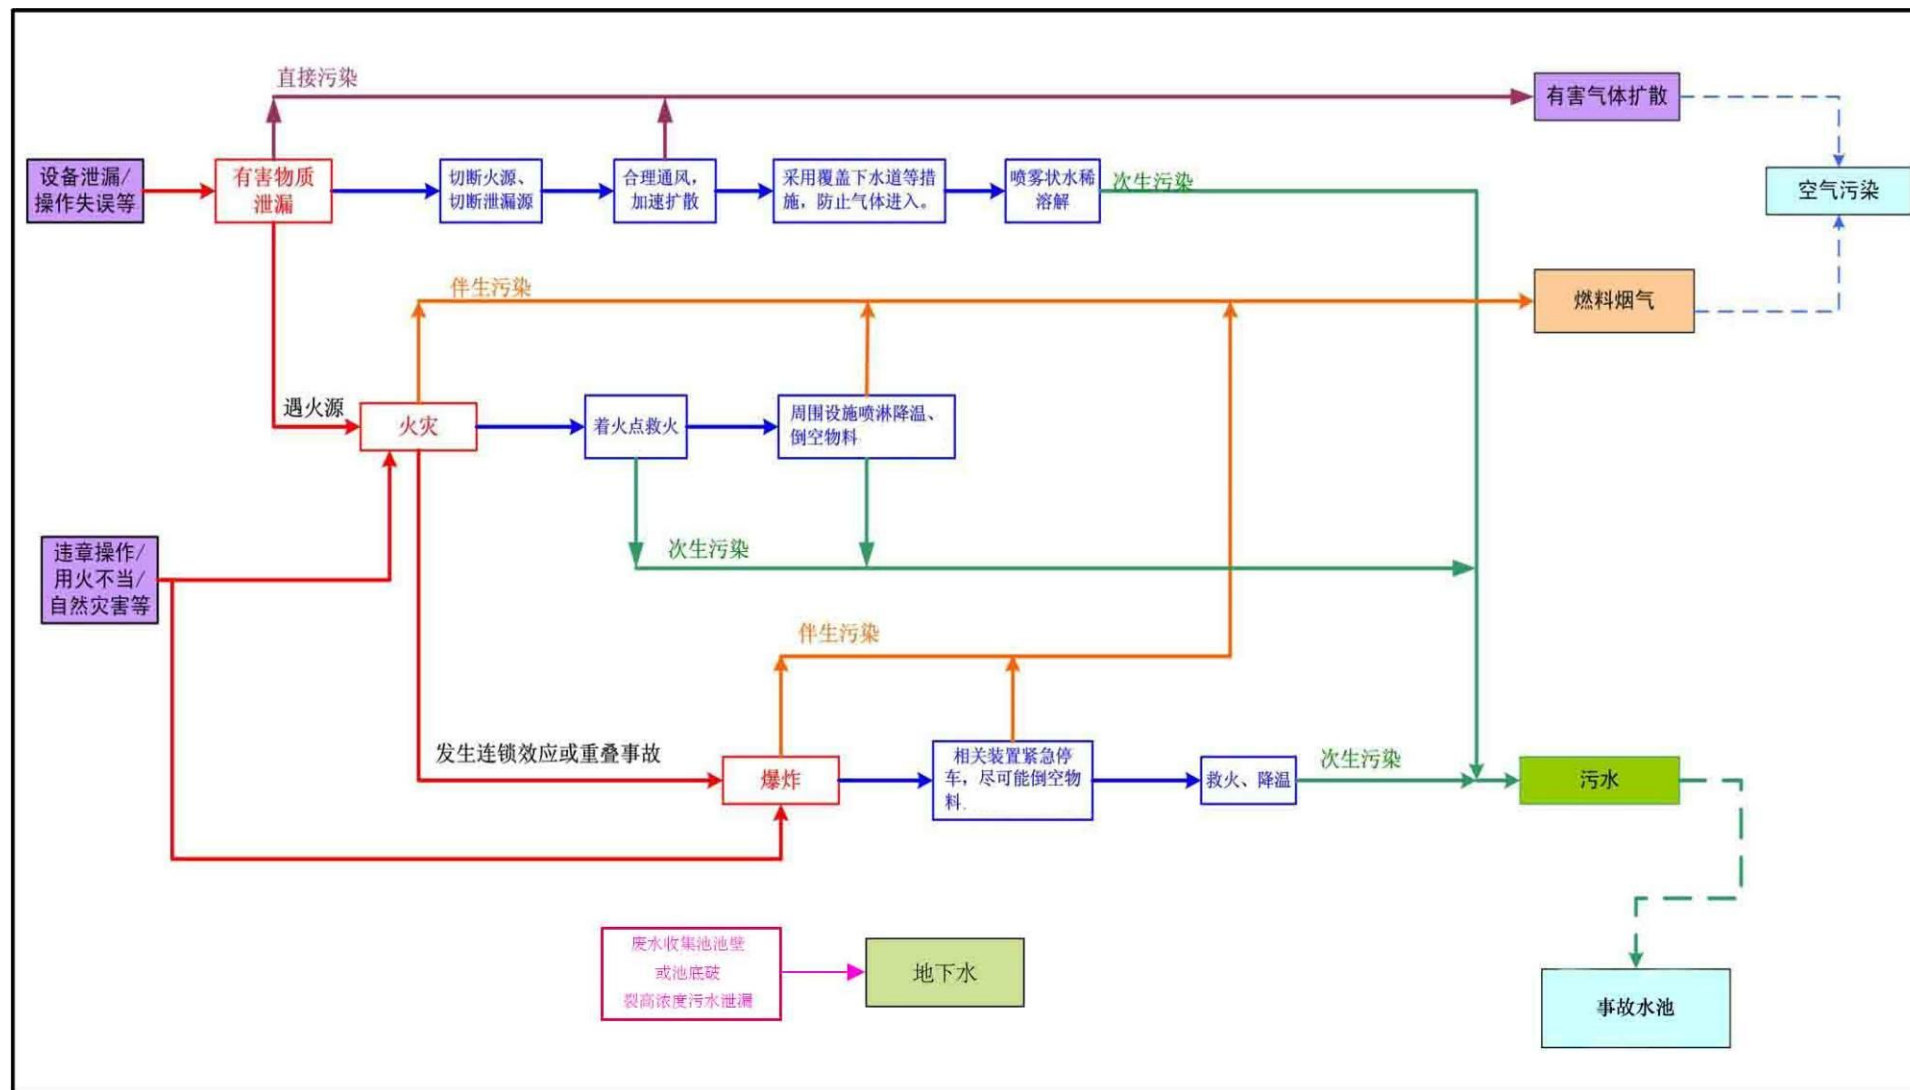 直接污染
有害气体扩散
设备泄漏/
操作失误等
有害物质
泄漏
切断火源、
切断泄漏源
合理通风，
加速扩散
采用覆盖下水道等措
施，防止气体进入。
喷雾状水稀
溶解
次生污染
空气污染
伴生污染
燃料烟气
遇火源
火灾
着火点救火
周围设施喷淋降温、
倒空物料
违章操作/
用火不当/
自然灾害等
次生污染
伴生污染
发生连锁效应或重叠事故
爆炸
相关装置紧急停
车，尽可能倒空物
料.
救火、降温
次生污染
污水
废水收集池池壁
或池底破
裂高浓度污水泄漏
地下水
事故水池